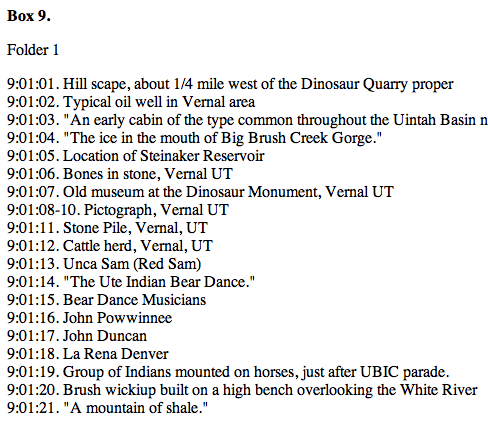 Box 9.
Folder 1
9:01:01. Hill scape, about 1/4 mile west of the Dinosaur Quarry proper
9:01:02. Typical oil well in Vernal area
9:01:03. "An early cabin of the type common throughout the Uintah Basin n
9:01:04. "The ice in the mouth of Big Brush Creek Gorge."
9:01:05. Location of Steinaker Reservoir
9:01:06. Bones in stone, Vernal UT
9:01:07. Old museum at the Dinosaur Monument, Vernal UT
9:01:08-10. Pictograph, Vernal UT
9:01:11. Stone Pile, Vernal, UT
9:01:12. Cattle herd, Vernal, UT
9:01:13. Unca Sam (Red Sam)
9:01:14. "The Ute Indian Bear Dance."
9:01:15. Bear Dance Musicians
9:01:16. John Powwinnee
9:01:17. John Duncan
9:01:18. La Rena Denver
9:01:19. Group of Indians mounted on horses, just after UBIC parade.
9:01:20. Brush wickiup built on a high bench overlooking the White River
9:01:21. "A mountain of shale."